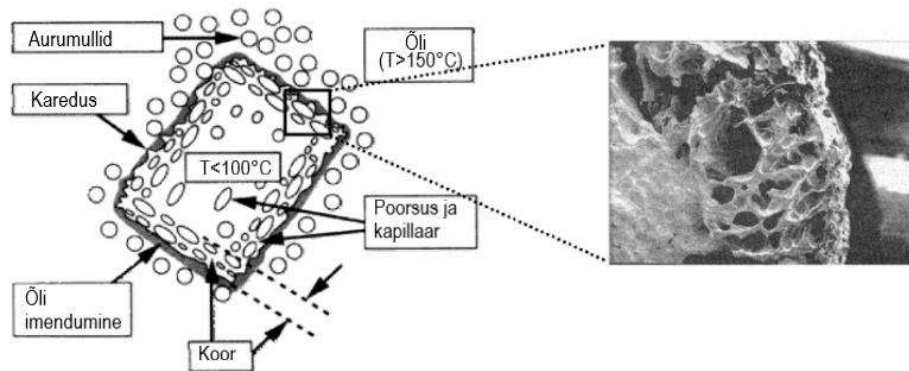 Aurumullid
Õli
(T>150°C)
Karedus
T<100°C
Poorsus ja
kapillaar
Õli
imendumine
Koor